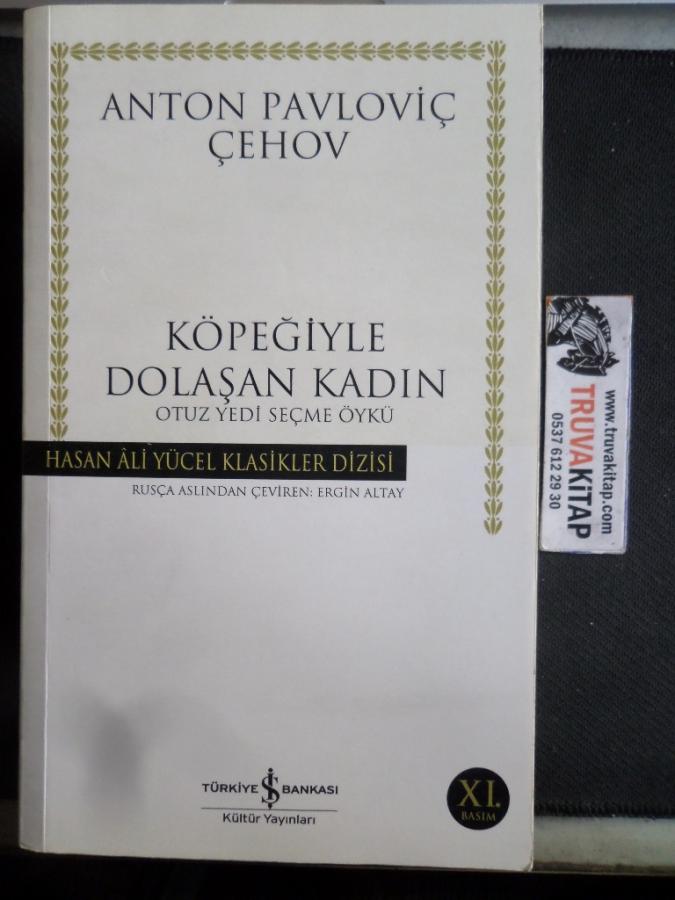 ANTON PAVLOVİÇ
ÇEHOV
KÖPEĞİYLE
DOLAŞAN KADIN
OTUZ YEDİ SEÇME ÖYKÜ
HASAN ÂLİ YÜCEL KLASİKLER DİZİSİ
RUSÇA ASLINDAN ÇEVİREN: ERGİN ALTAY
TÜRKİYE İŞ BANKASI
Kültür Yayınları
XI.
BASIM
www.truvakitap.com
TRUVAKİTAP
0537 612 29 30